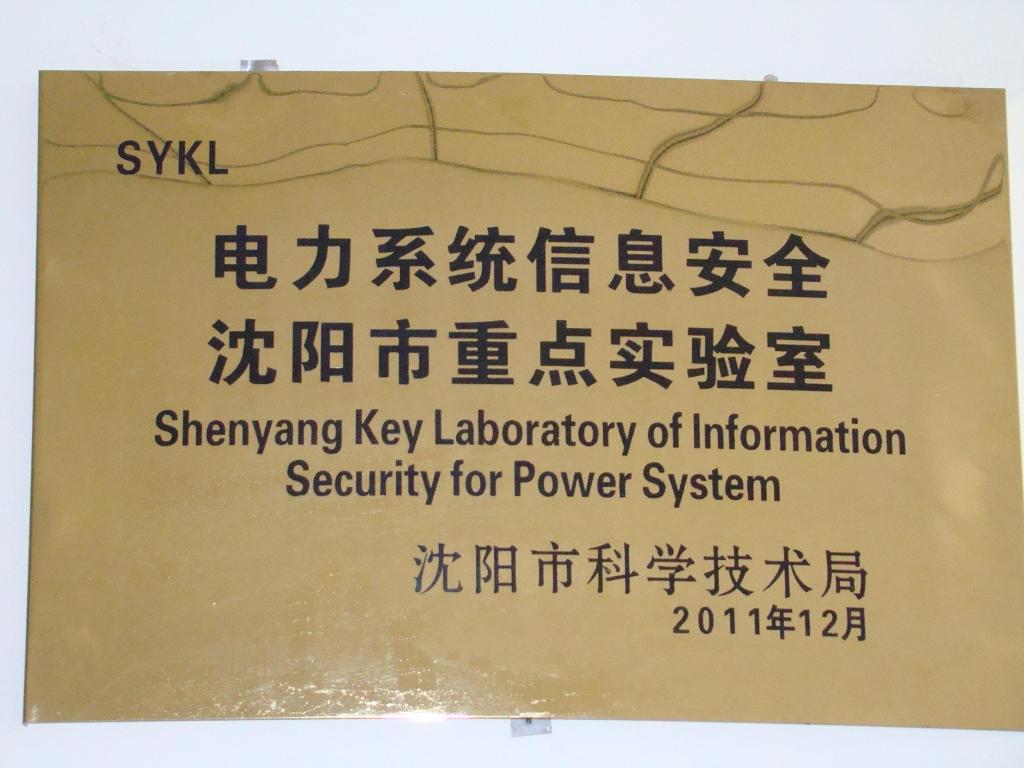 SYKL
电力系统信息安全
沈阳市重点实验室
Shenyang Key Laboratory of Information
Security for Power System
沈阳市科学技术局
2011年12月